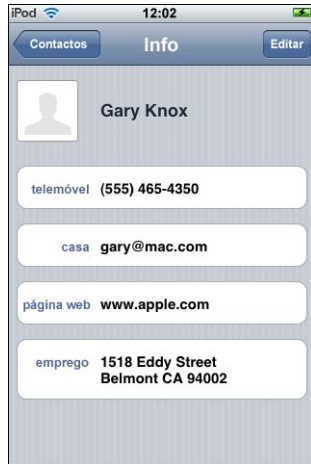 iPod 12:02
Contactos Info Editar
Gary Knox
telemóvel (555) 465-4350
casa gary@mac.com
página web www.apple.com
emprego 1518 Eddy Street
Belmont CA 94002